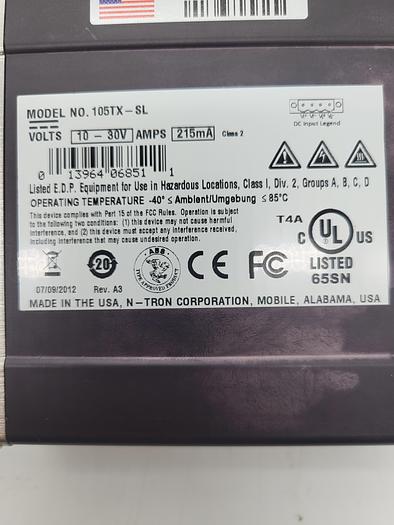 MODEL NO. 105TX-SL
VOLTS 10 - 30V AMPS 215mA Class 2
DC Input Legend
0 13964 06851 1
Listed E.D.P. Equipment for Use in Hazardous Locations, Class I, Div. 2, Groups A, B, C, D
OPERATING TEMPERATURE -40° ≤ Ambient/Umgebung ≤ 85°C
This device complies with Part 15 of the FCC Rules. Operation is subject
to the following two conditions: (1) this device may not cause harmful
interference, and (2) this device must accept any interference received,
including interference that may cause undesired operation.
T4A
C UL US
LISTED
65SN
20
ABS
TYPE APPROVED PRODUCT
CE FC
07/09/2012 Rev. A3
MADE IN THE USA, N-TRON CORPORATION, MOBILE, ALABAMA, USA